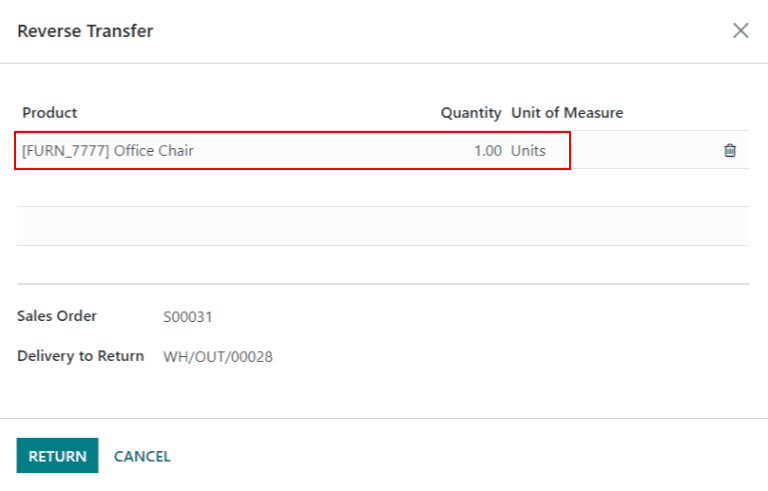 Reverse Transfer
Product Quantity Unit of Measure
[FURN_7777] Office Chair 1.00 Units
Sales Order S00031
Delivery to Return WH/OUT/00028
RETURN CANCEL